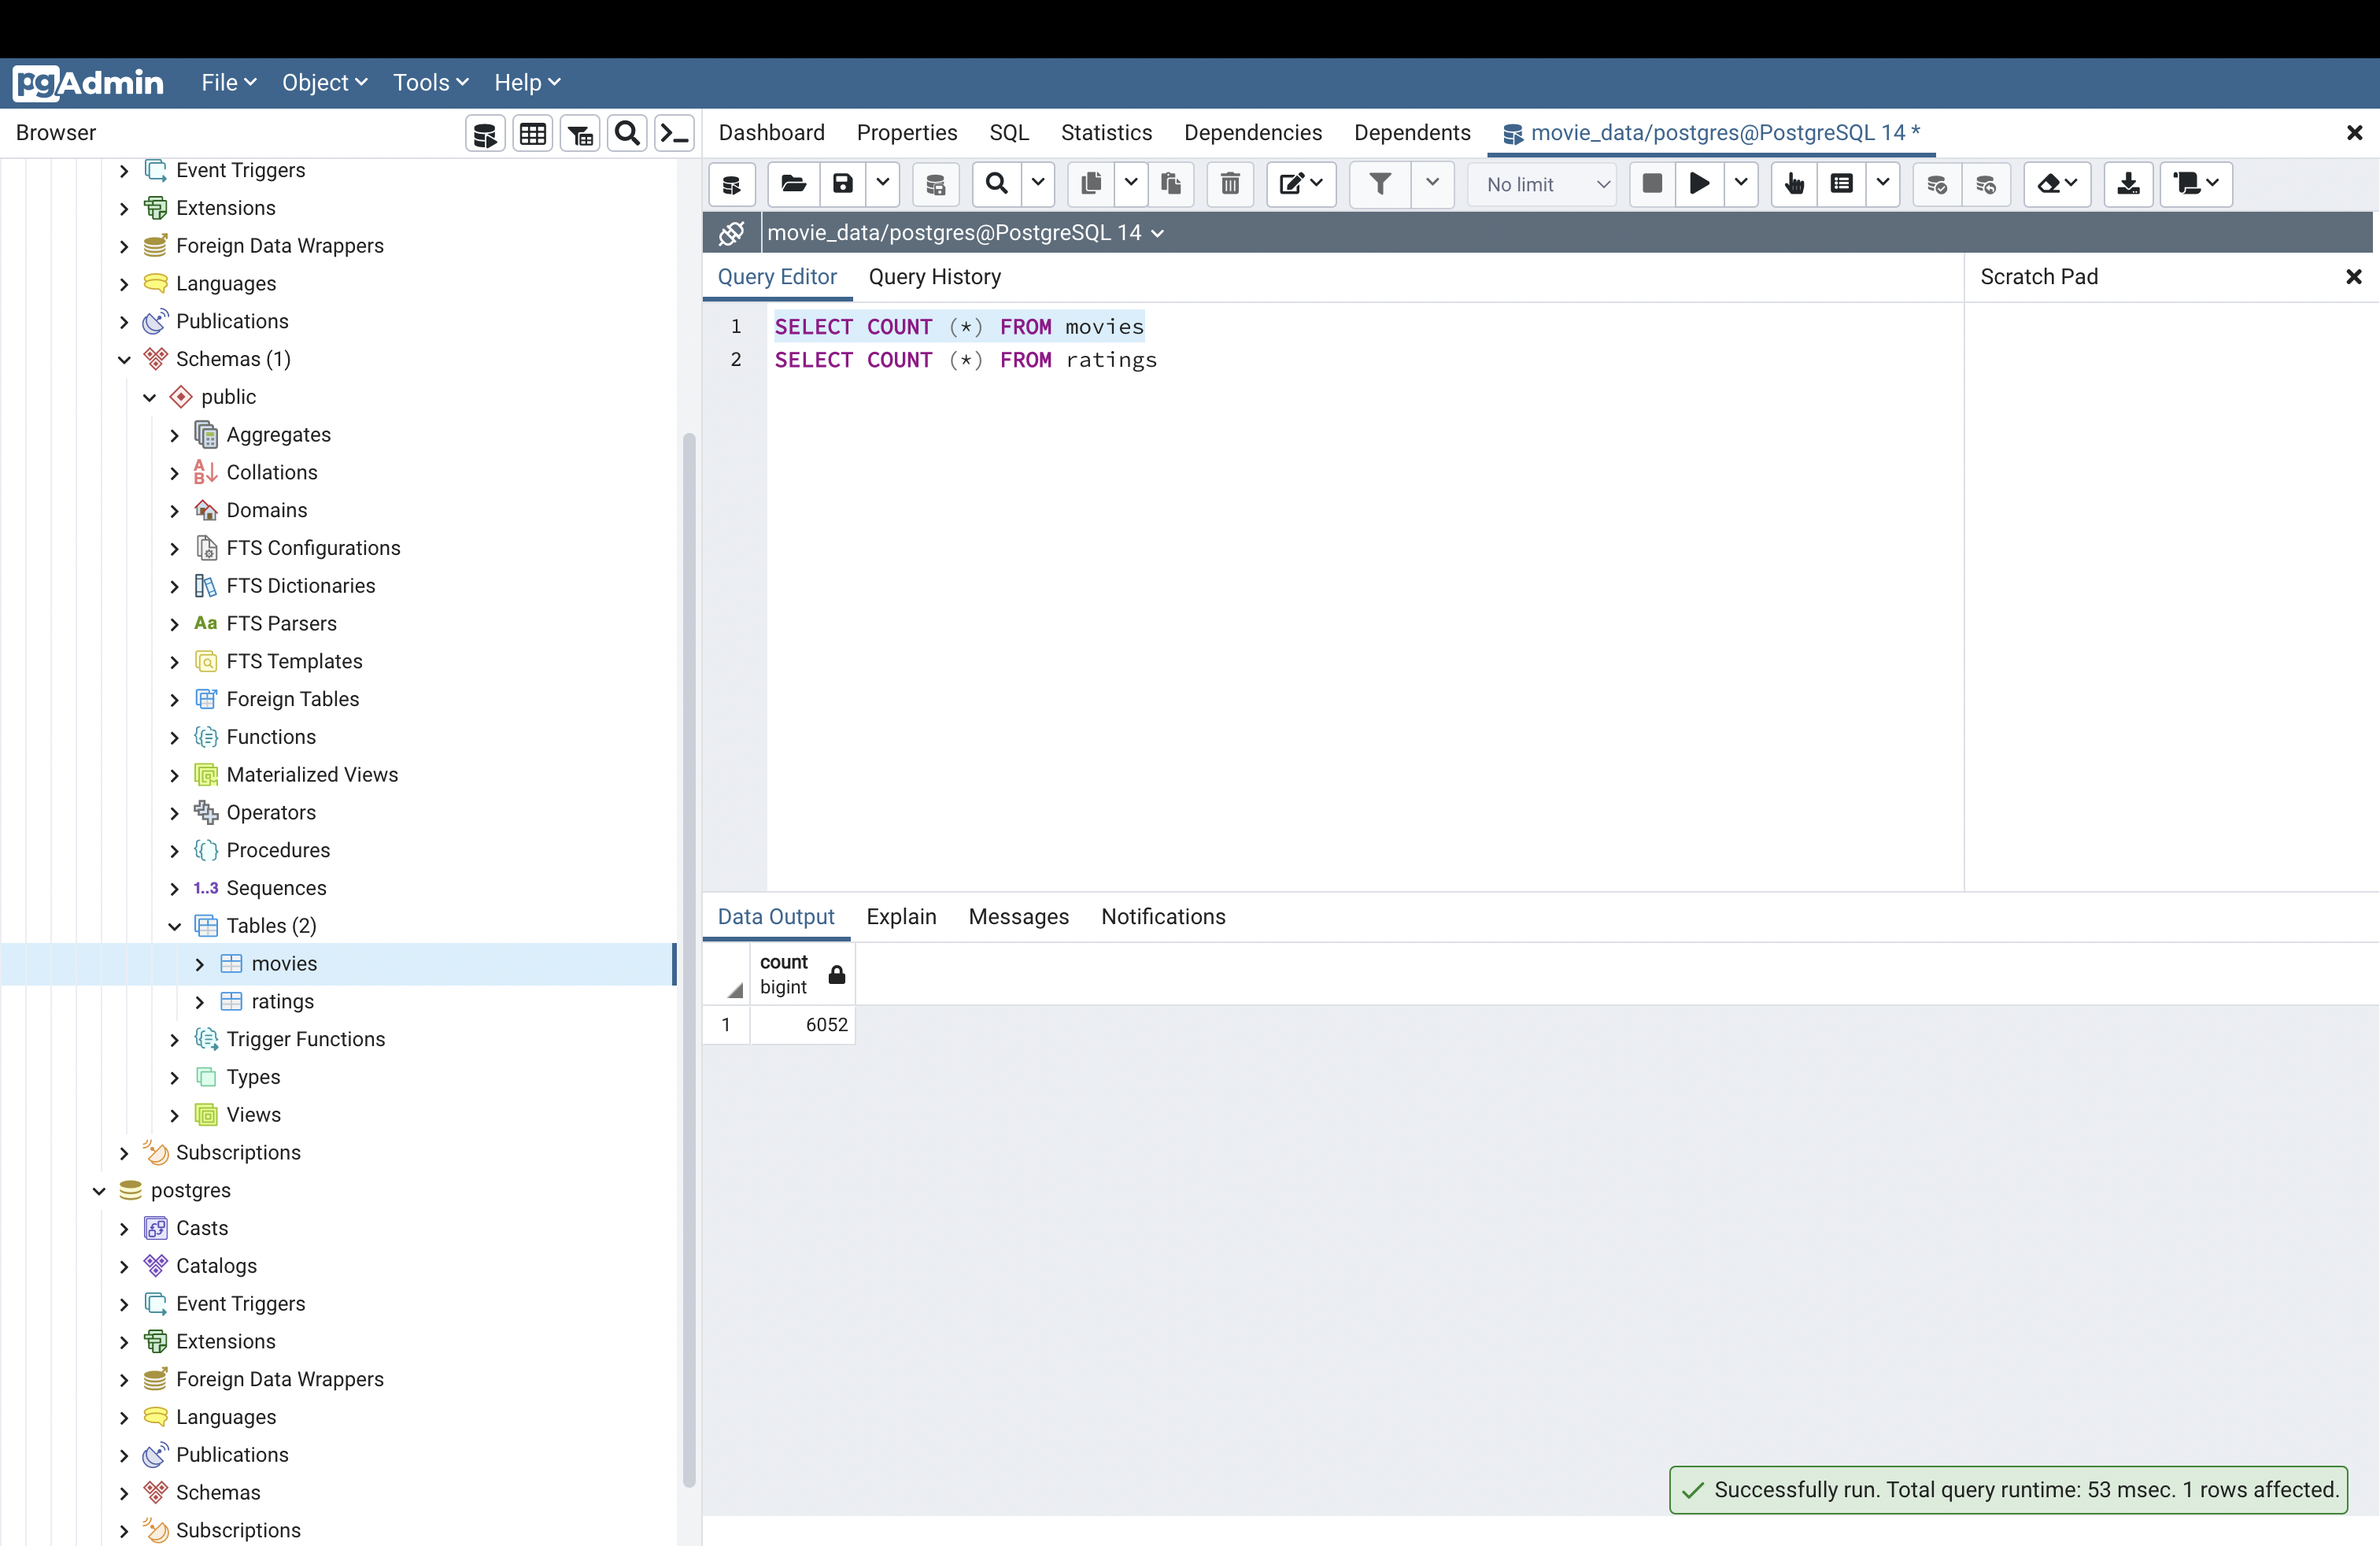 pgAdmin File Object Tools Help
Browser
Dashboard Properties SQL Statistics Dependencies Dependents movie_data/postgres@PostgreSQL 14 *
No limit
movie_data/postgres@PostgreSQL 14
Query Editor Query History
Scratch Pad
1 SELECT COUNT (*) FROM movies
2 SELECT COUNT (*) FROM ratings
Event Triggers
Extensions
Foreign Data Wrappers
Languages
Publications
Schemas (1)
public
Aggregates
Collations
Domains
FTS Configurations
FTS Dictionaries
Aa FTS Parsers
FTS Templates
Foreign Tables
Functions
Materialized Views
Operators
Procedures
1..3 Sequences
Tables (2)
movies
ratings
Trigger Functions
Types
Views
Subscriptions
postgres
Casts
Catalogs
Event Triggers
Extensions
Foreign Data Wrappers
Languages
Publications
Schemas
Subscriptions
Data Output Explain Messages Notifications
count
bigint
1 6052
Successfully run. Total query runtime: 53 msec. 1 rows affected.